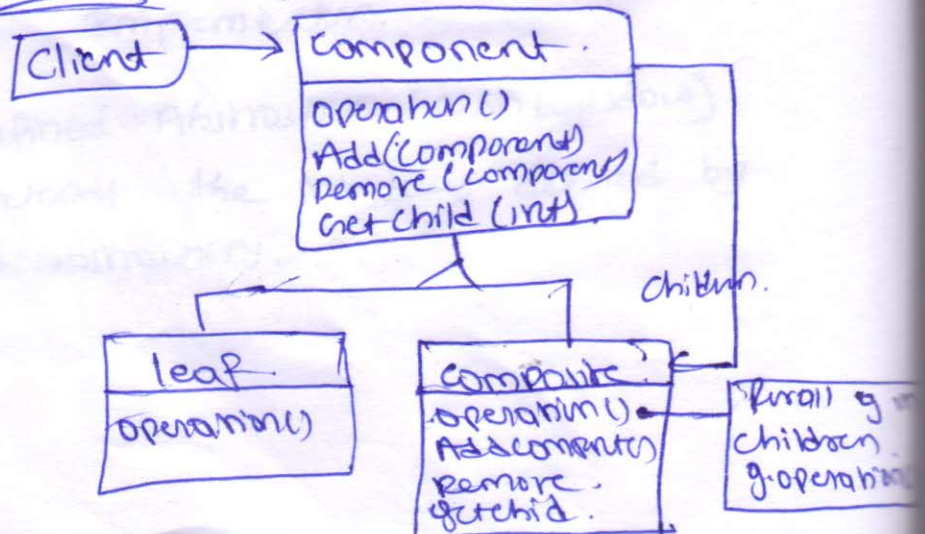 Client
Component.
operation()
Add(Component)
Remove (component)
Get Child (int).
Children.
leaf.
operation()
Composite.
operation()
Add component()
Remove.
getchid.
forall g in
children
g.operation